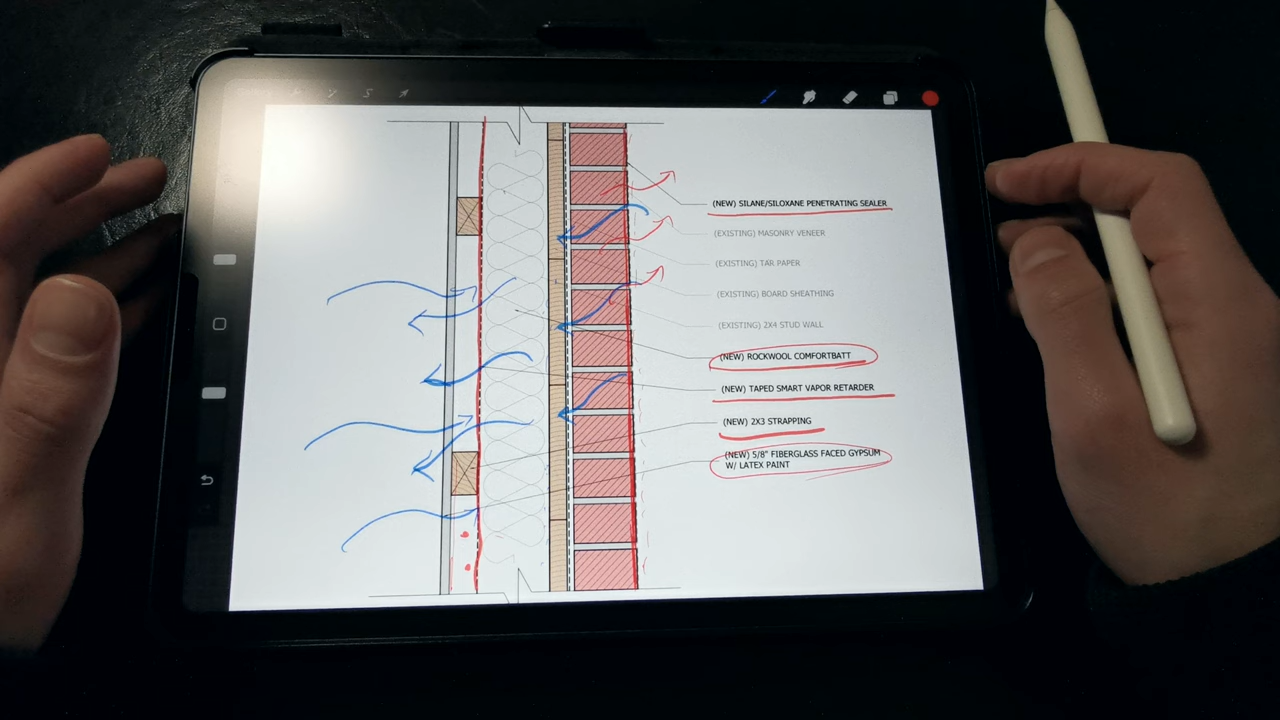 (NEW) SILANE/SILOXANE PENETRATING SEALER
(EXISTING) MASONRY VENEER
(EXISTING) TAR PAPER
(EXISTING) BOARD SHEATHING
(EXISTING) 2X4 STUD WALL
(NEW) ROCKWOOL COMFORTBATT
(NEW) TAPED SMART VAPOR RETARDER
(NEW) 2X3 STRAPPING
(NEW) 5/8" FIBERGLASS FACED GYPSUM
W/ LATEX PAINT